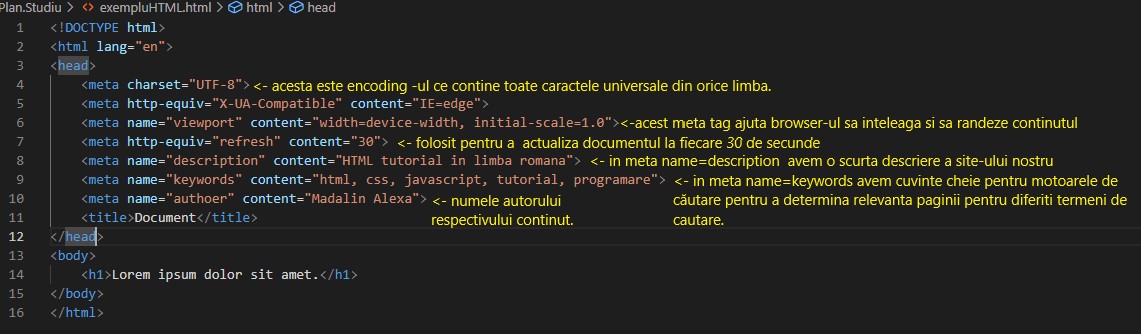 Plan.Studiu > <> exempluHTML.html > html > head
1 <!DOCTYPE html>
2 <html lang="en">
3 <head>
4 <meta charset="UTF-8"> <- acesta este encoding -ul ce contine toate caractele universale din orice limba.
5 <meta http-equiv="X-UA-Compatible" content="IE=edge">
6 <meta name="viewport" content="width=device-width, initial-scale=1.0"><-acest meta tag ajuta browser-ul sa inteleaga si sa randeze continutul
7 <meta http-equiv="refresh" content="30"> <- folosit pentru a actualiza documentul la fiecare 30 de secunde
8 <meta name="description" content="HTML tutorial in limba romana"> <- in meta name=description avem o scurta descriere a site-ului nostru
9 <meta name="keywords" content="html, css, javascript, tutorial, programare"> <- in meta name=keywords avem cuvinte cheie pentru motoarele de
10 <meta name="authoer" content="Madalin Alexa"> <- numele autorului căutare pentru a determina relevanta paginii pentru diferiti termeni de
11 <title>Document</title> respectivului continut. cautare.
12 </head>
13 <body>
14 <h1>Lorem ipsum dolor sit amet.</h1>
15 </body>
16 </html>